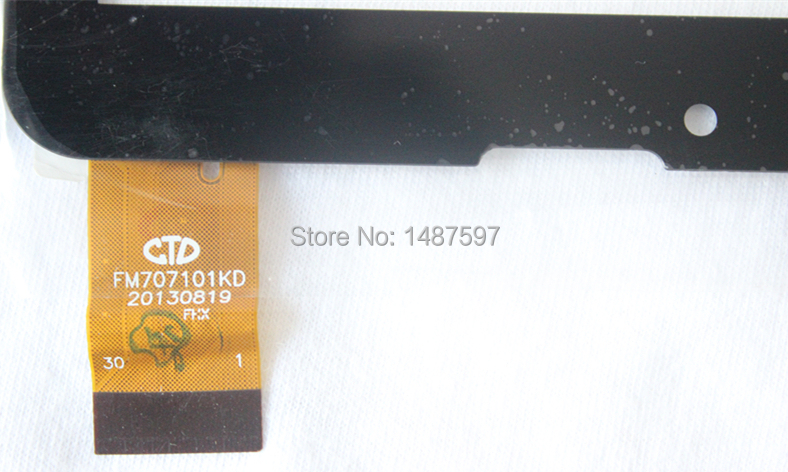 Store No: 1487597
CTD
FM707101KD
20130819
FHX
30 1